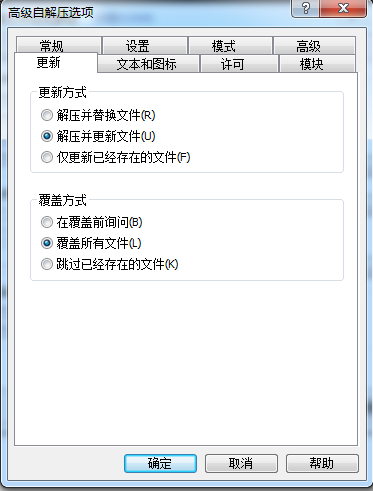 高级自解压选项
常规 设置 模式 高级
更新 文本和图标 许可 模块
更新方式
解压并替换文件(R)
解压并更新文件(U)
仅更新已经存在的文件(F)
覆盖方式
在覆盖前询问(B)
覆盖所有文件(L)
跳过已经存在的文件(K)
确定 取消 帮助